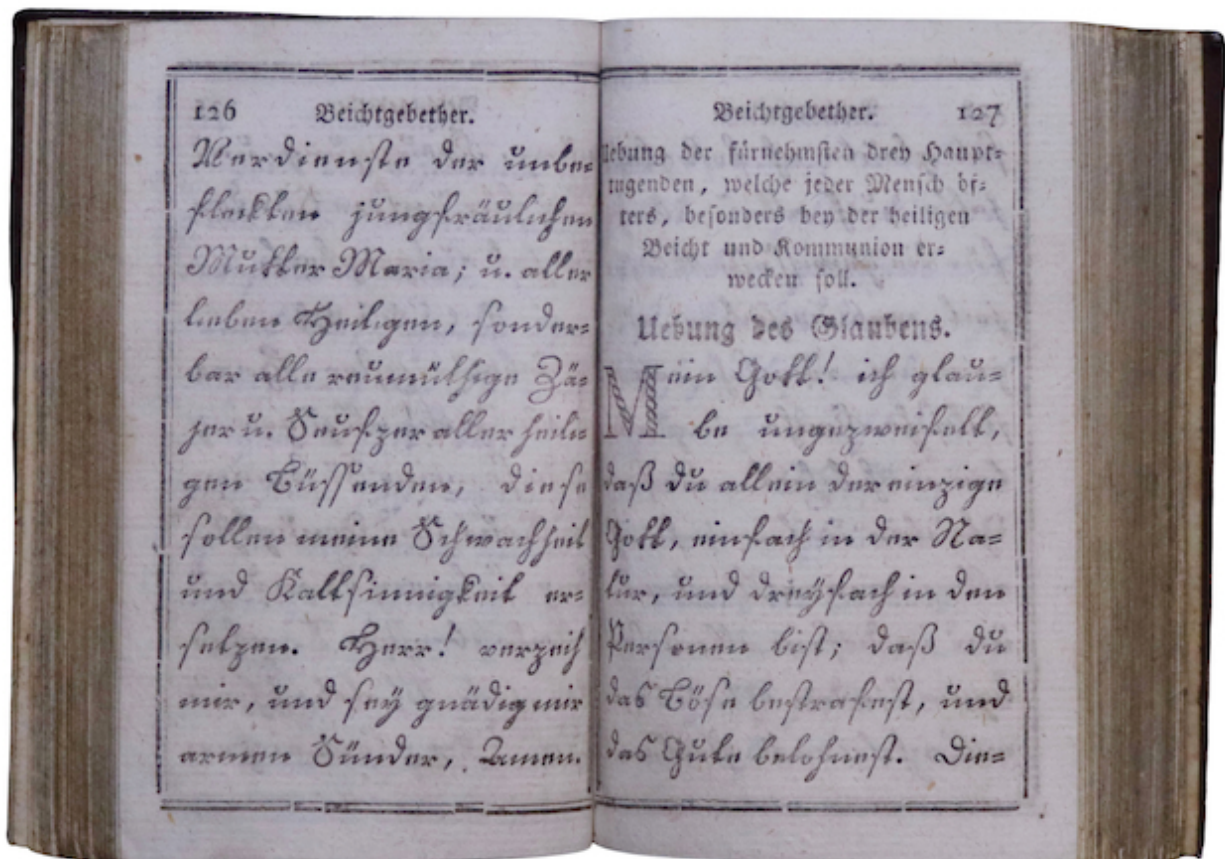 126 Beichtgebether.
Verdienste der unbe=
fleckten jungfräulichen
Mutter Maria; u. aller
lieben Heiligen, sonder=
bar alle reumüthige Zä=
her u. Seufzer aller heili=
gen Büssenden, diese
sollen meine Schwachheit
und Kaltsinnigkeit er=
setzen. Herr! verzeih
mir, und sey gnädig mir
armen Sünder, Amen.
Beichtgebether. 127
Uebung der fürnehmsten drey Haupt=
tugenden, welche jeder Mensch öf=
ters, besonders bey der heiligen
Beicht und Kommunion er=
wecken soll.
Uebung des Glaubens.
Mein Gott! ich glau=
be ungezweifelt,
daß du allein der einzige
Gott, einfach in der Na=
tur, und dreyfach in den
Personen bist; daß du
das Böse bestrafest, und
das Gute belohnest. Die=